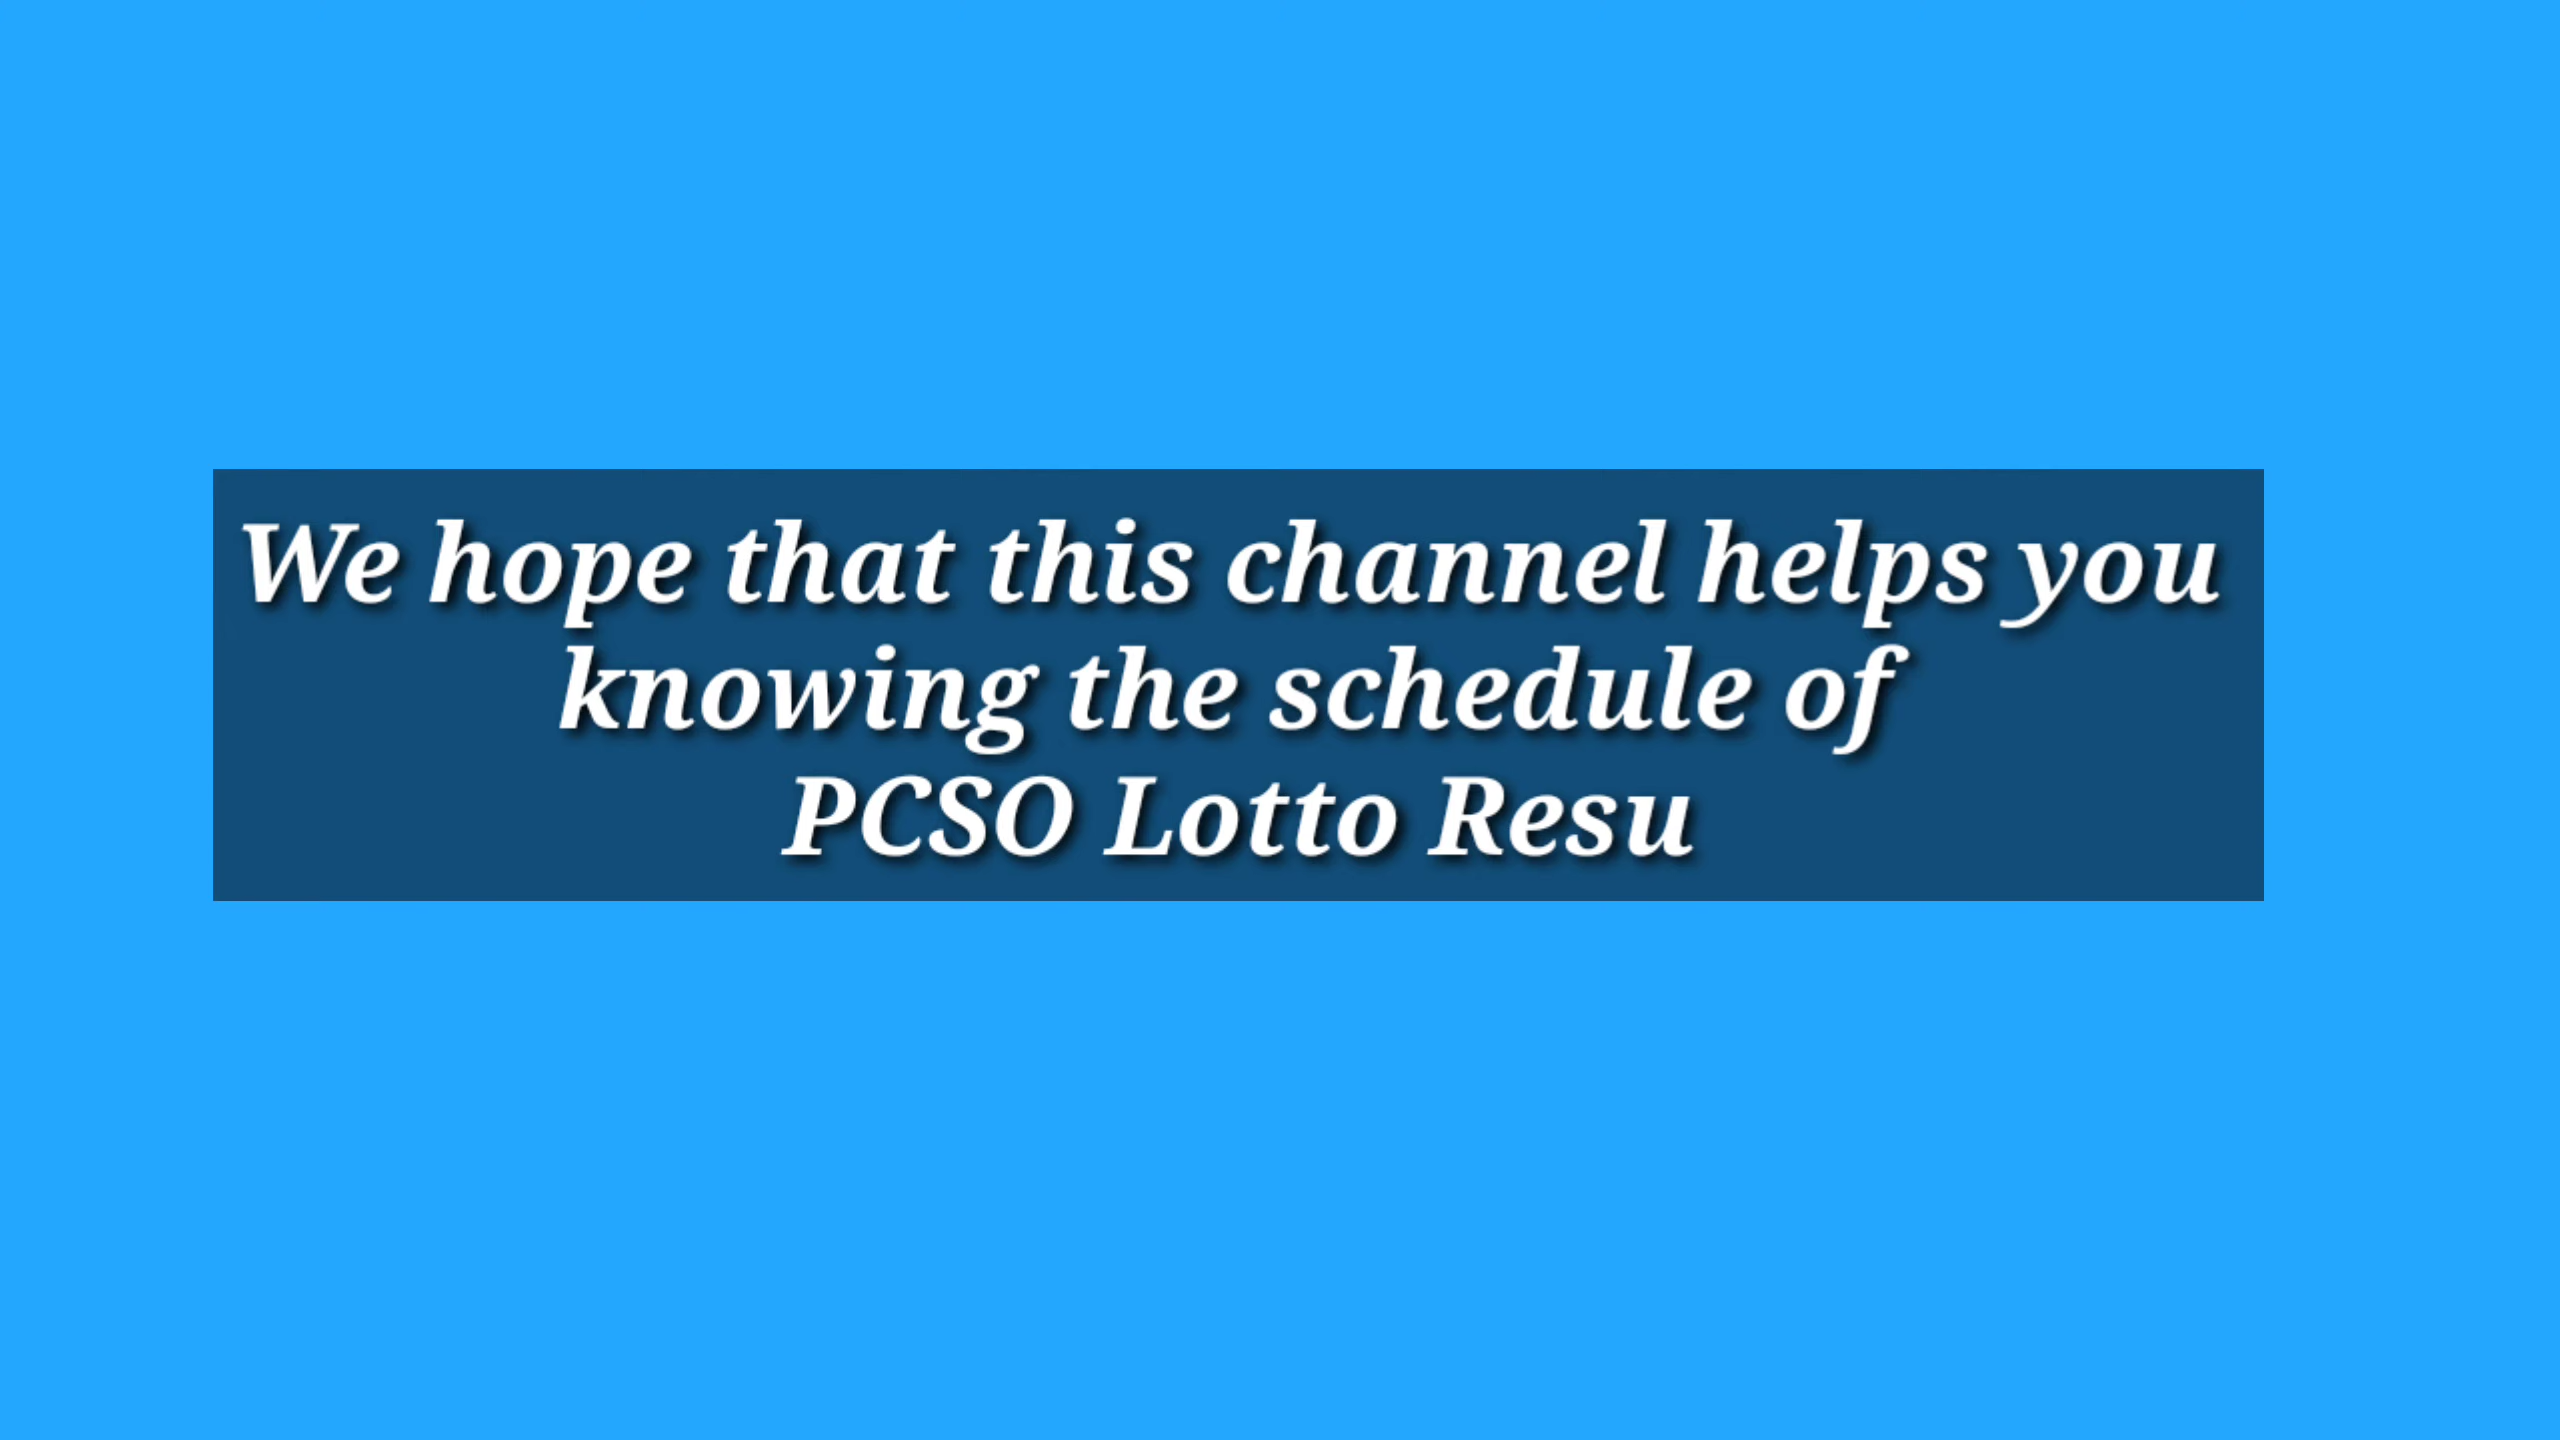 We hope that this channel helps you
knowing the schedule of
PCSO Lotto Resu